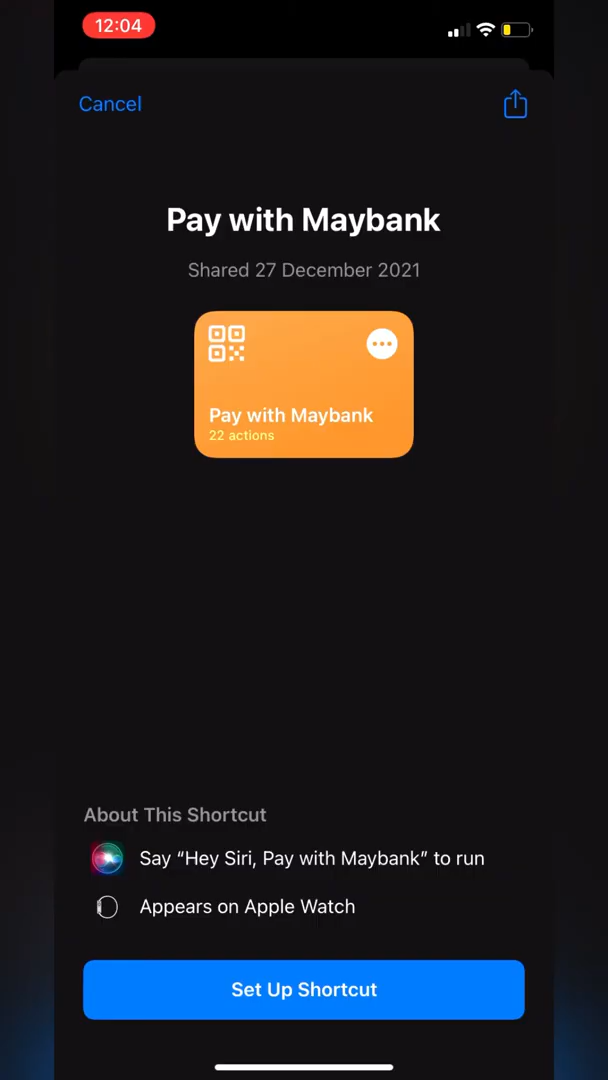 12:04
Cancel
Pay with Maybank
Shared 27 December 2021
Pay with Maybank
22 actions
About This Shortcut
Say “Hey Siri, Pay with Maybank” to run
Appears on Apple Watch
Set Up Shortcut